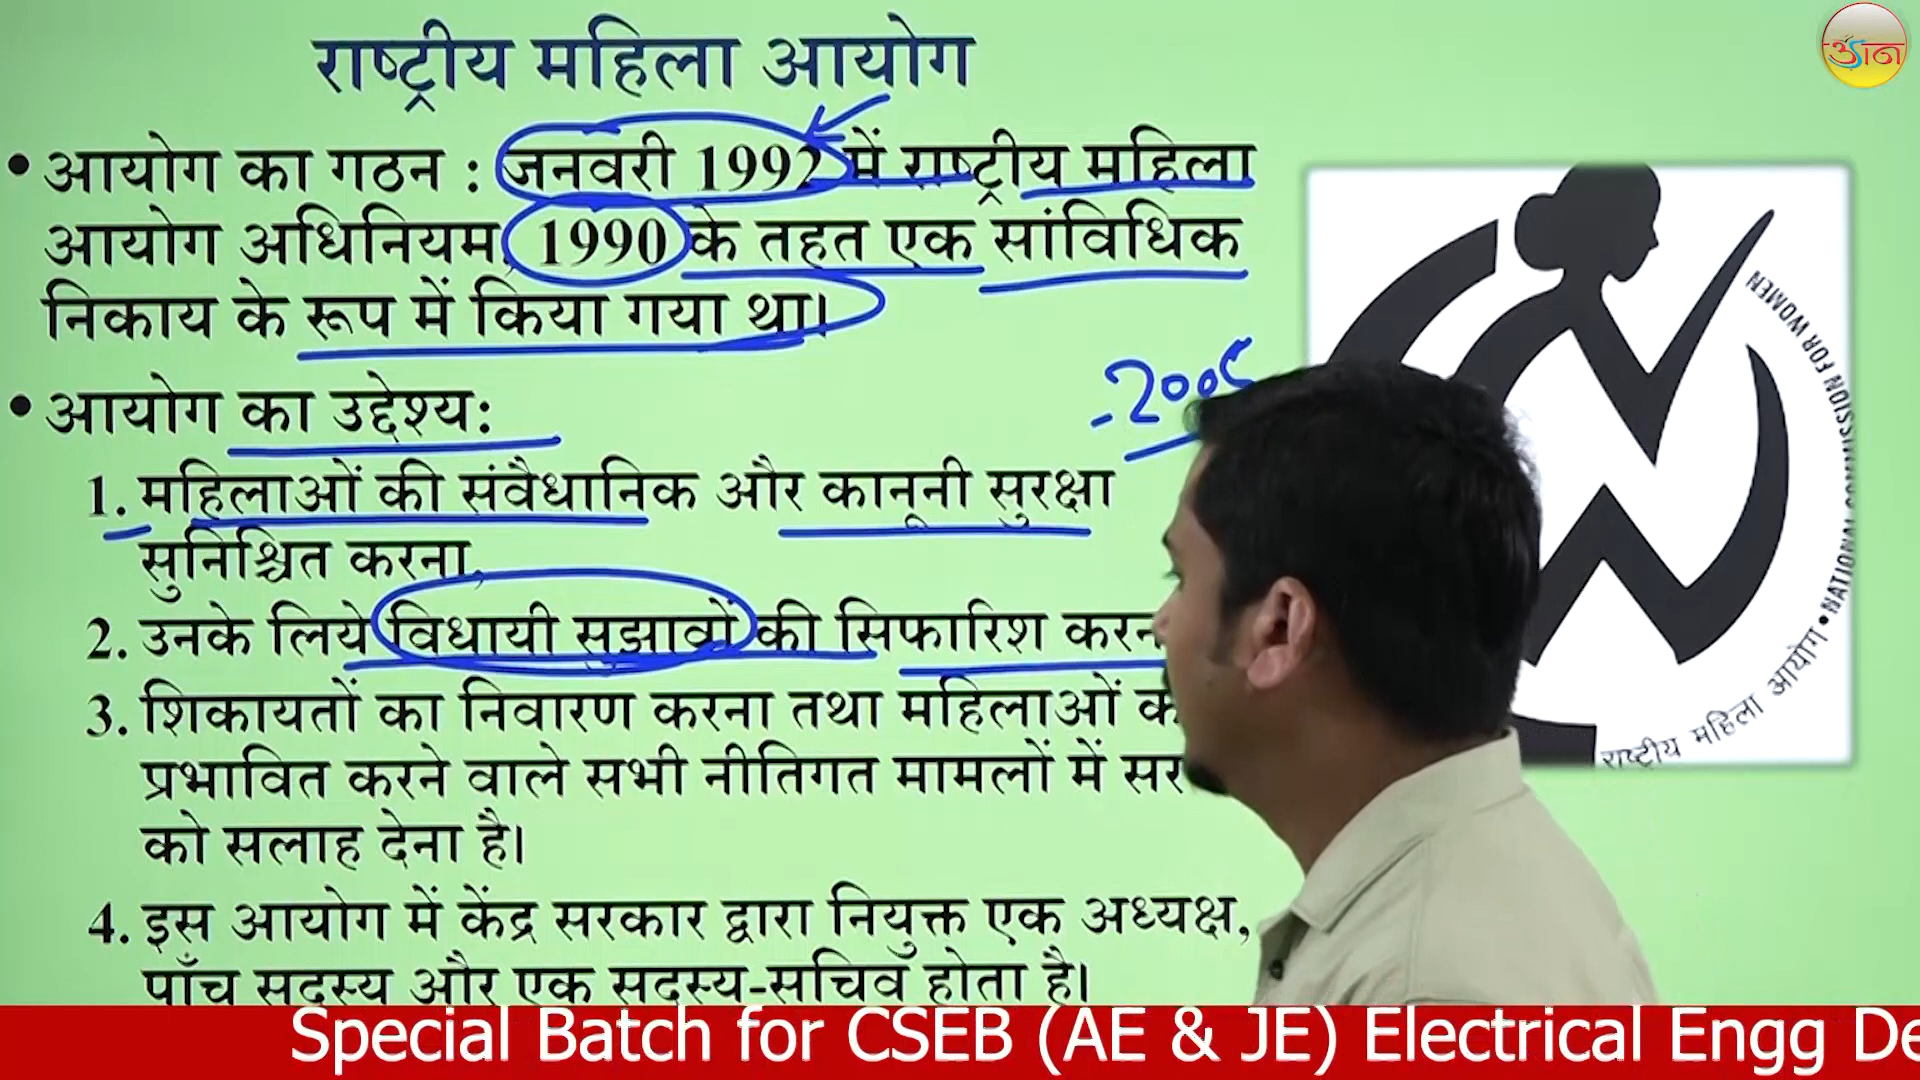 राष्ट्रीय महिला आयोग
• आयोग का गठन : जनवरी 1992 में राष्ट्रीय महिला
आयोग अधिनियम, 1990 के तहत एक सांविधिक
निकाय के रूप में किया गया था।
2005
• आयोग का उद्देश्य:
1. महिलाओं की संवैधानिक और कानूनी सुरक्षा
सुनिश्चित करना,
2. उनके लिये विधायी सुझावों की सिफारिश
3. शिकायतों का निवारण करना तथा महिलाओं
प्रभावित करने वाले सभी नीतिगत मामलों में
को सलाह देना है।
4. इस आयोग में केंद्र सरकार द्वारा नियुक्त एक अध्यक्ष,
पाँच सदस्य और एक सदस्य-सचिव होता है।
राष्ट्रीय महिला आयोग • NATIONAL COMMISSION FOR WOMEN
उड़ान
Special Batch for CSEB (AE & JE) Electrical Engg